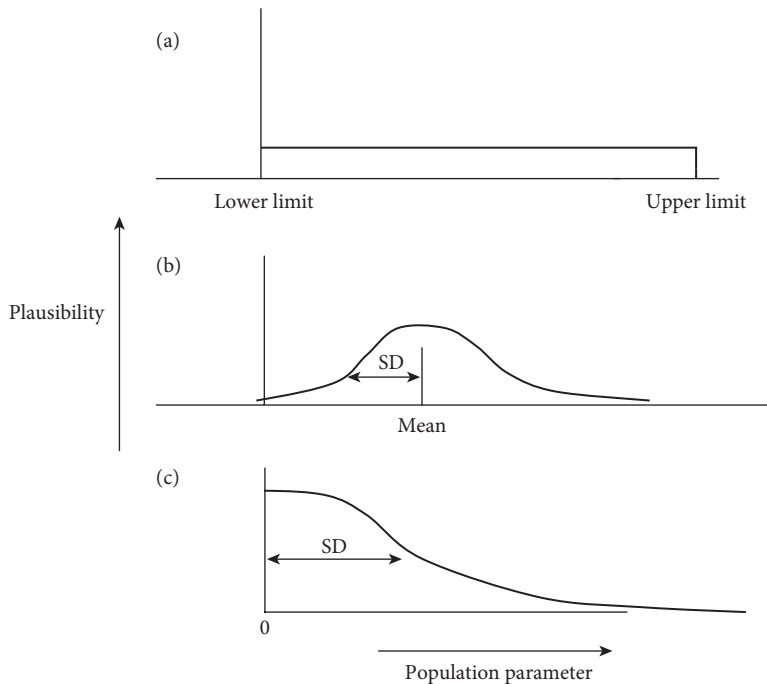 (a)
Lower limit
Upper limit
Plausibility
(b)
SD
Mean
(c)
SD
0
Population parameter